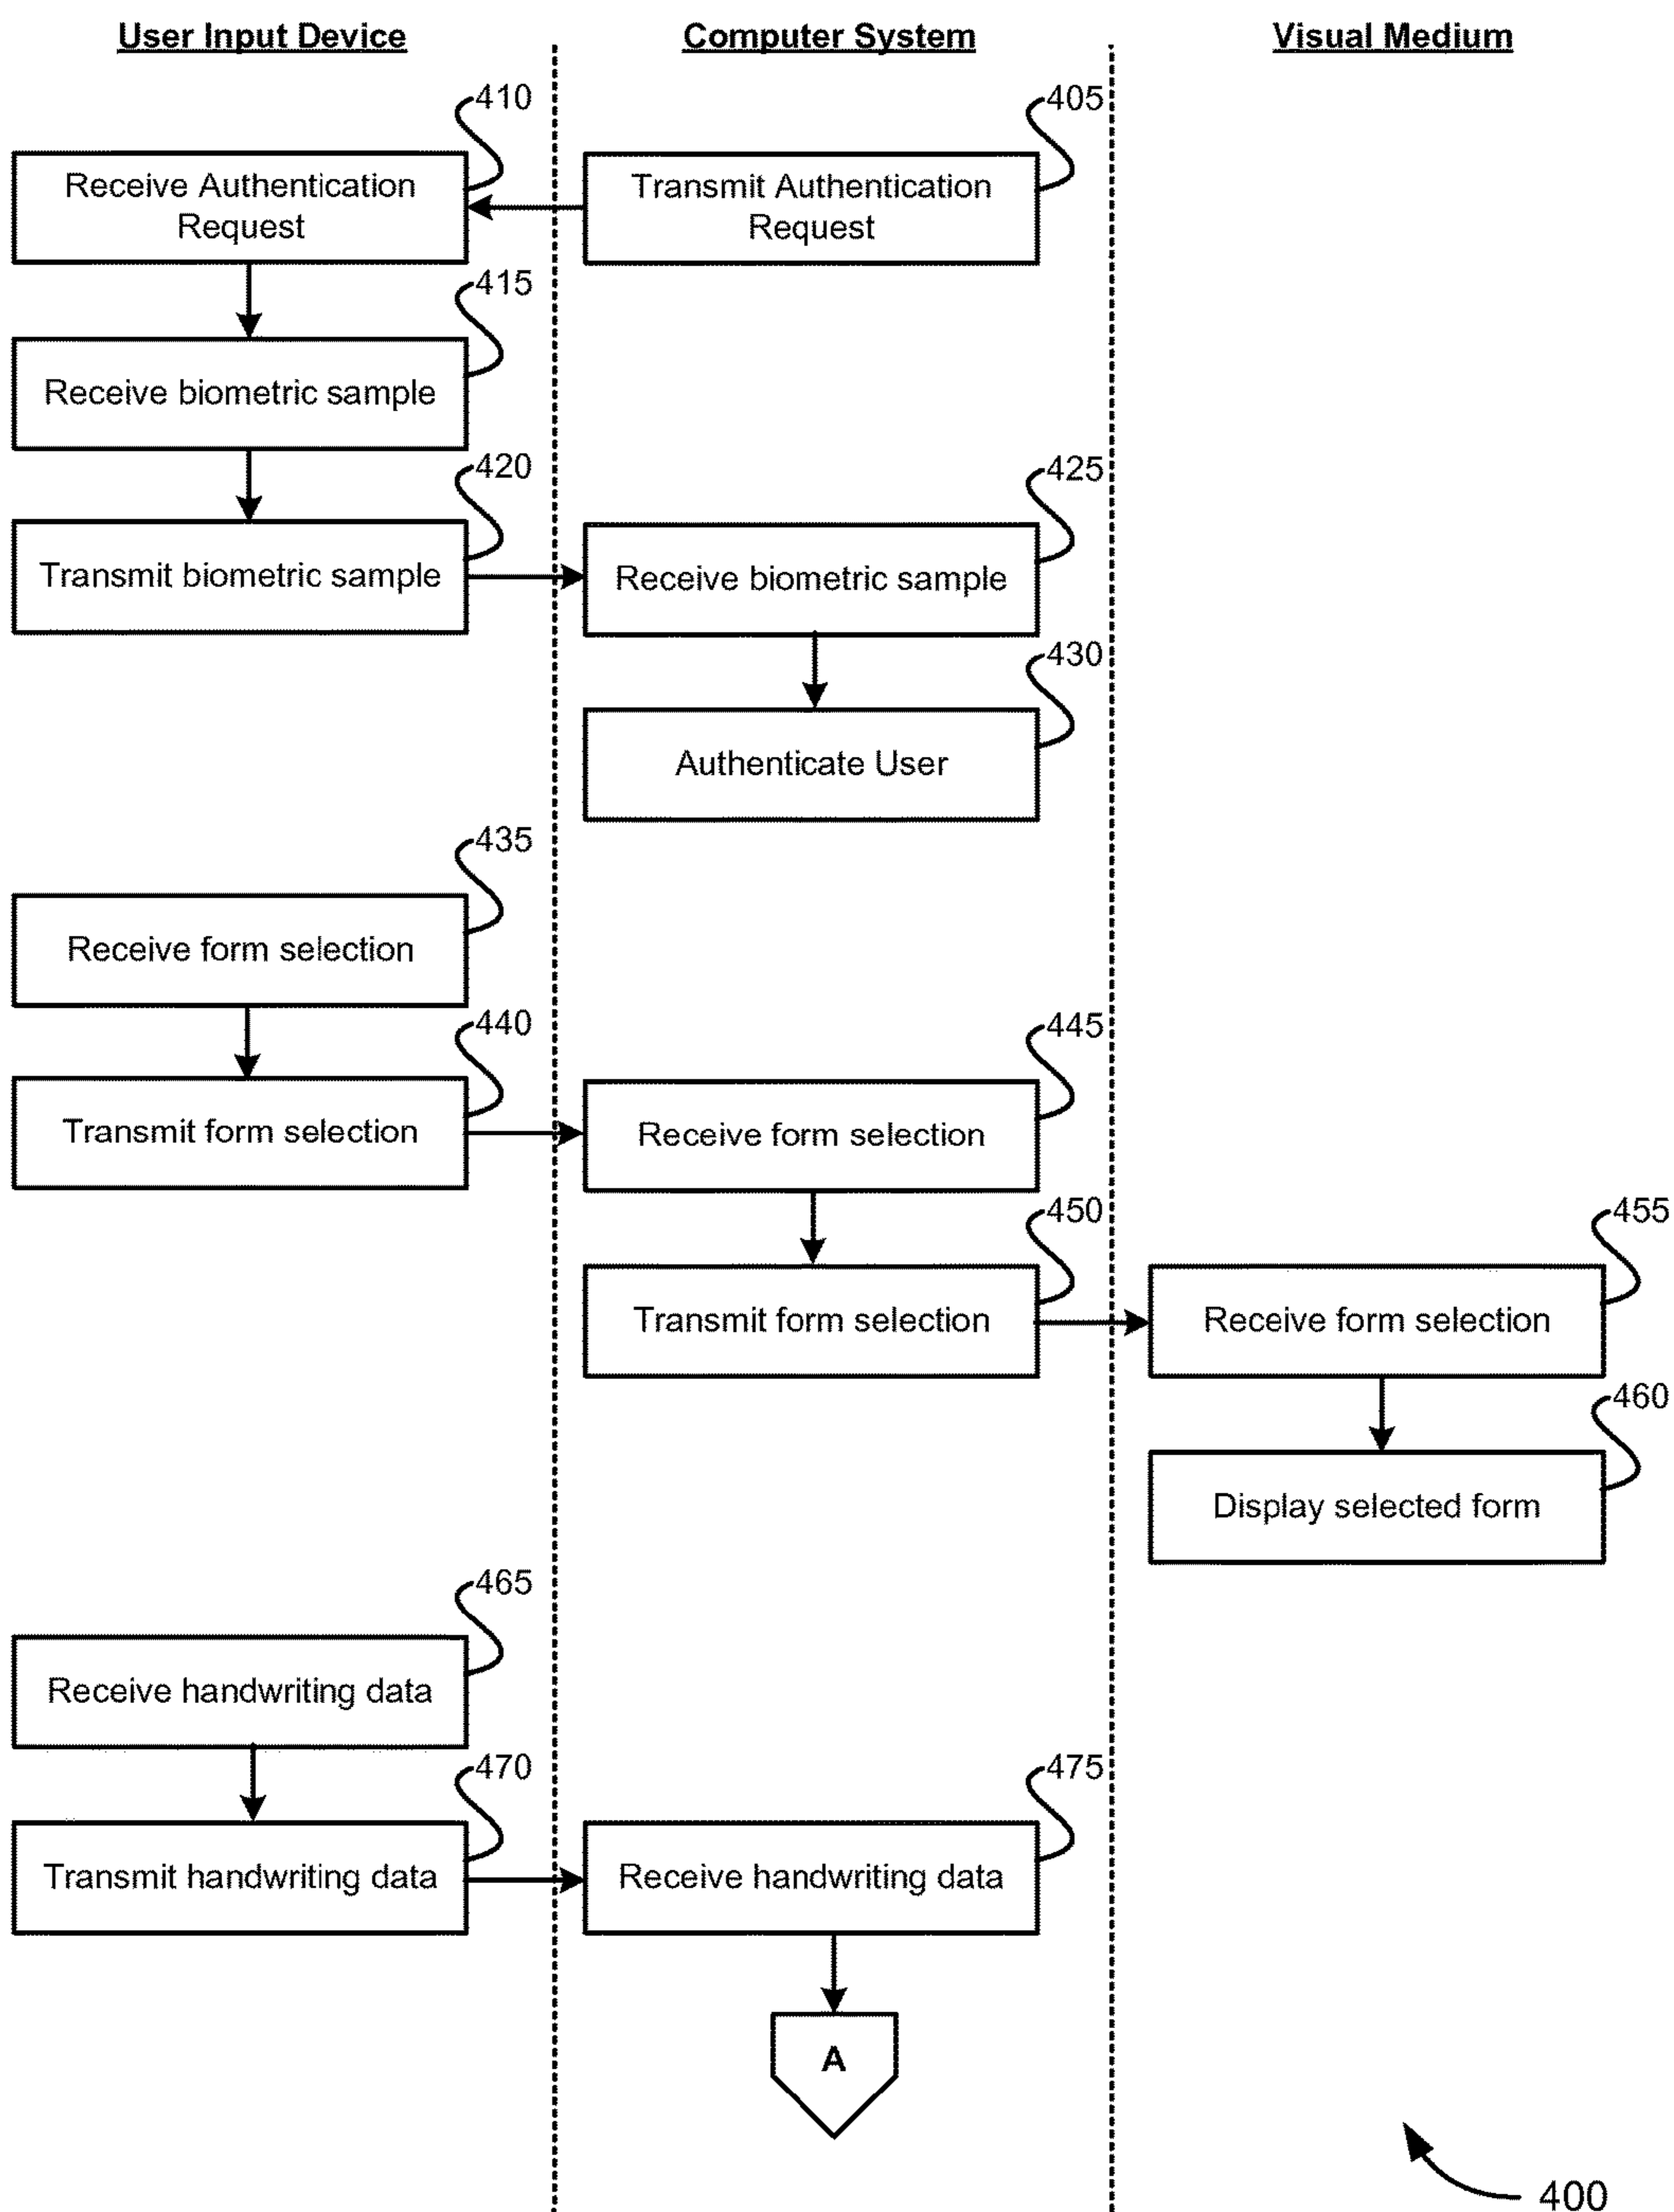 User Input Device
Computer System
Visual Medium
410
405
Receive Authentication
Request
Transmit Authentication
Request
415
Receive biometric sample
420
425
Transmit biometric sample
Receive biometric sample
430
Authenticate User
435
Receive form selection
440
445
Transmit form selection
Receive form selection
450
455
Transmit form selection
Receive form selection
460
Display selected form
465
Receive handwriting data
470
475
Transmit handwriting data
Receive handwriting data
A
400